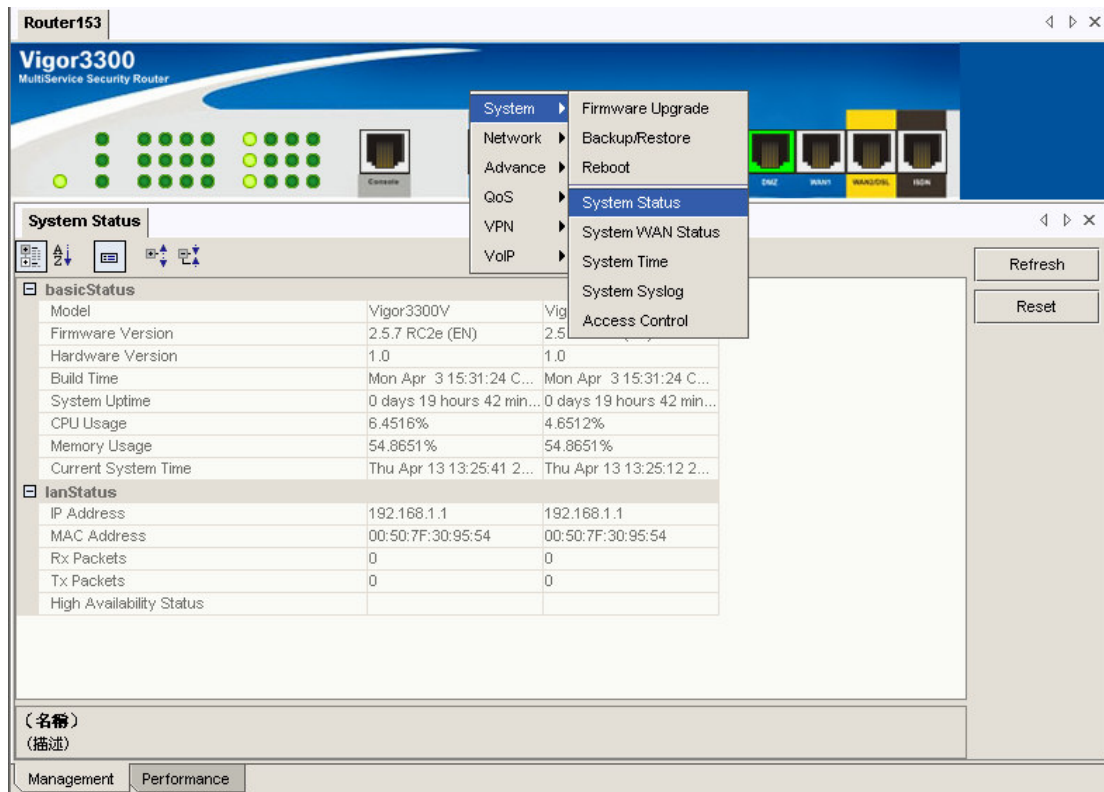 Router153
Vigor3300
MultiService Security Router
Console
DMZ
WAN1
WAN2/DSL
ISDN
System
Network
Advance
QoS
VPN
VoIP
Firmware Upgrade
Backup/Restore
Reboot
System Status
System WAN Status
System Time
System Syslog
Access Control
System Status
Refresh
Reset
basicStatus
Model Vigor3300V Vig
Firmware Version 2.5.7 RC2e (EN) 2.5
Hardware Version 1.0 1.0
Build Time Mon Apr 3 15:31:24 C... Mon Apr 3 15:31:24 C...
System Uptime 0 days 19 hours 42 min... 0 days 19 hours 42 min...
CPU Usage 6.4516% 4.6512%
Memory Usage 54.8651% 54.8651%
Current System Time Thu Apr 13 13:25:41 2... Thu Apr 13 13:25:12 2...
lanStatus
IP Address 192.168.1.1 192.168.1.1
MAC Address 00:50:7F:30:95:54 00:50:7F:30:95:54
Rx Packets 0 0
Tx Packets 0 0
High Availability Status
(名稱)
(描述)
Management Performance